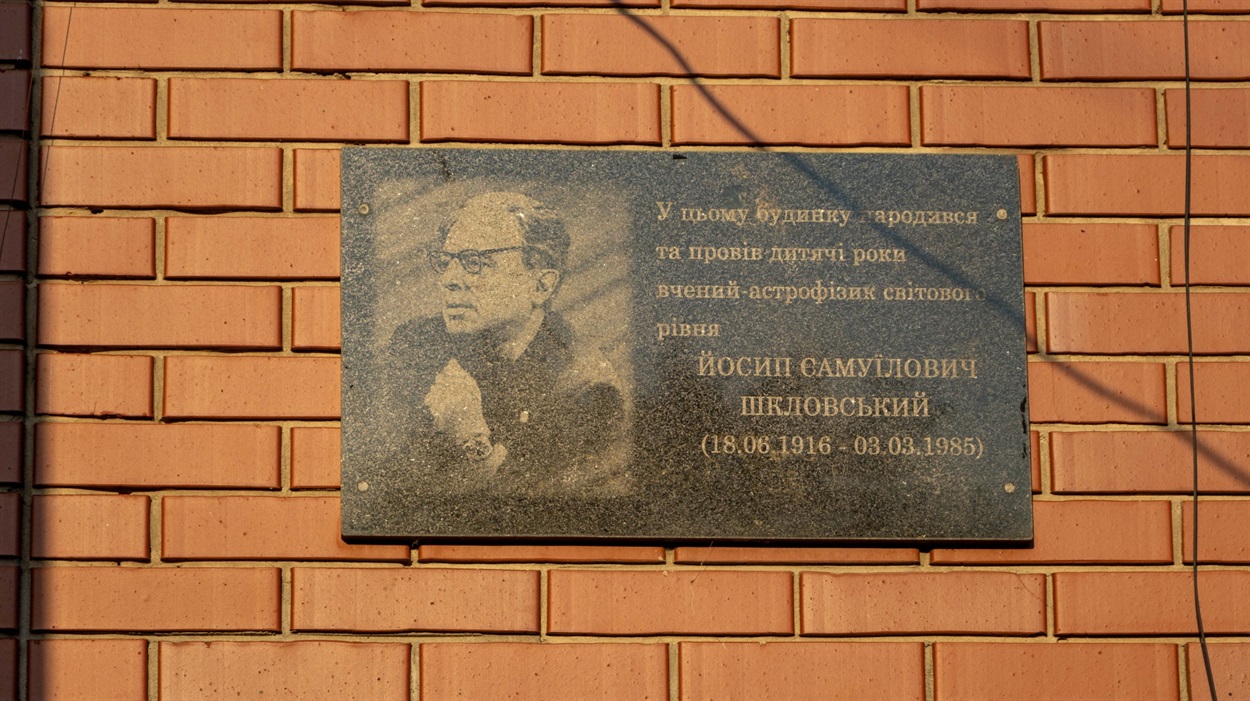 У цьому будинку народився
та провів дитячі роки
вчений-астрофізик світового
рівня
ЙОСИП САМУЇЛОВИЧ
ШКЛОВСЬКИЙ
(18.06.1916 - 03.03.1985)